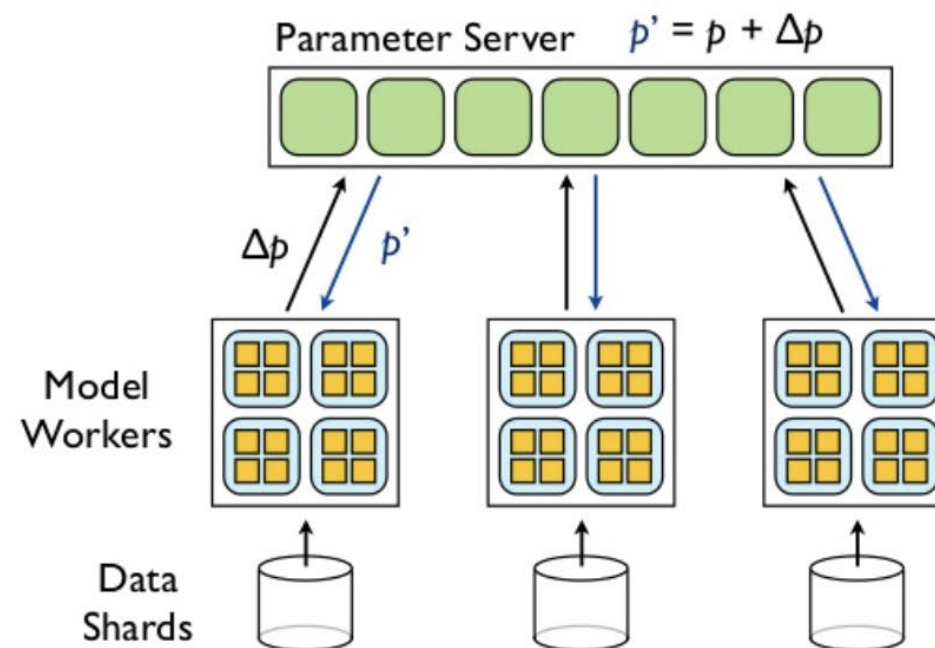 Parameter Server p’ = p + Δp
Δp
p’
Model
Workers
Data
Shards